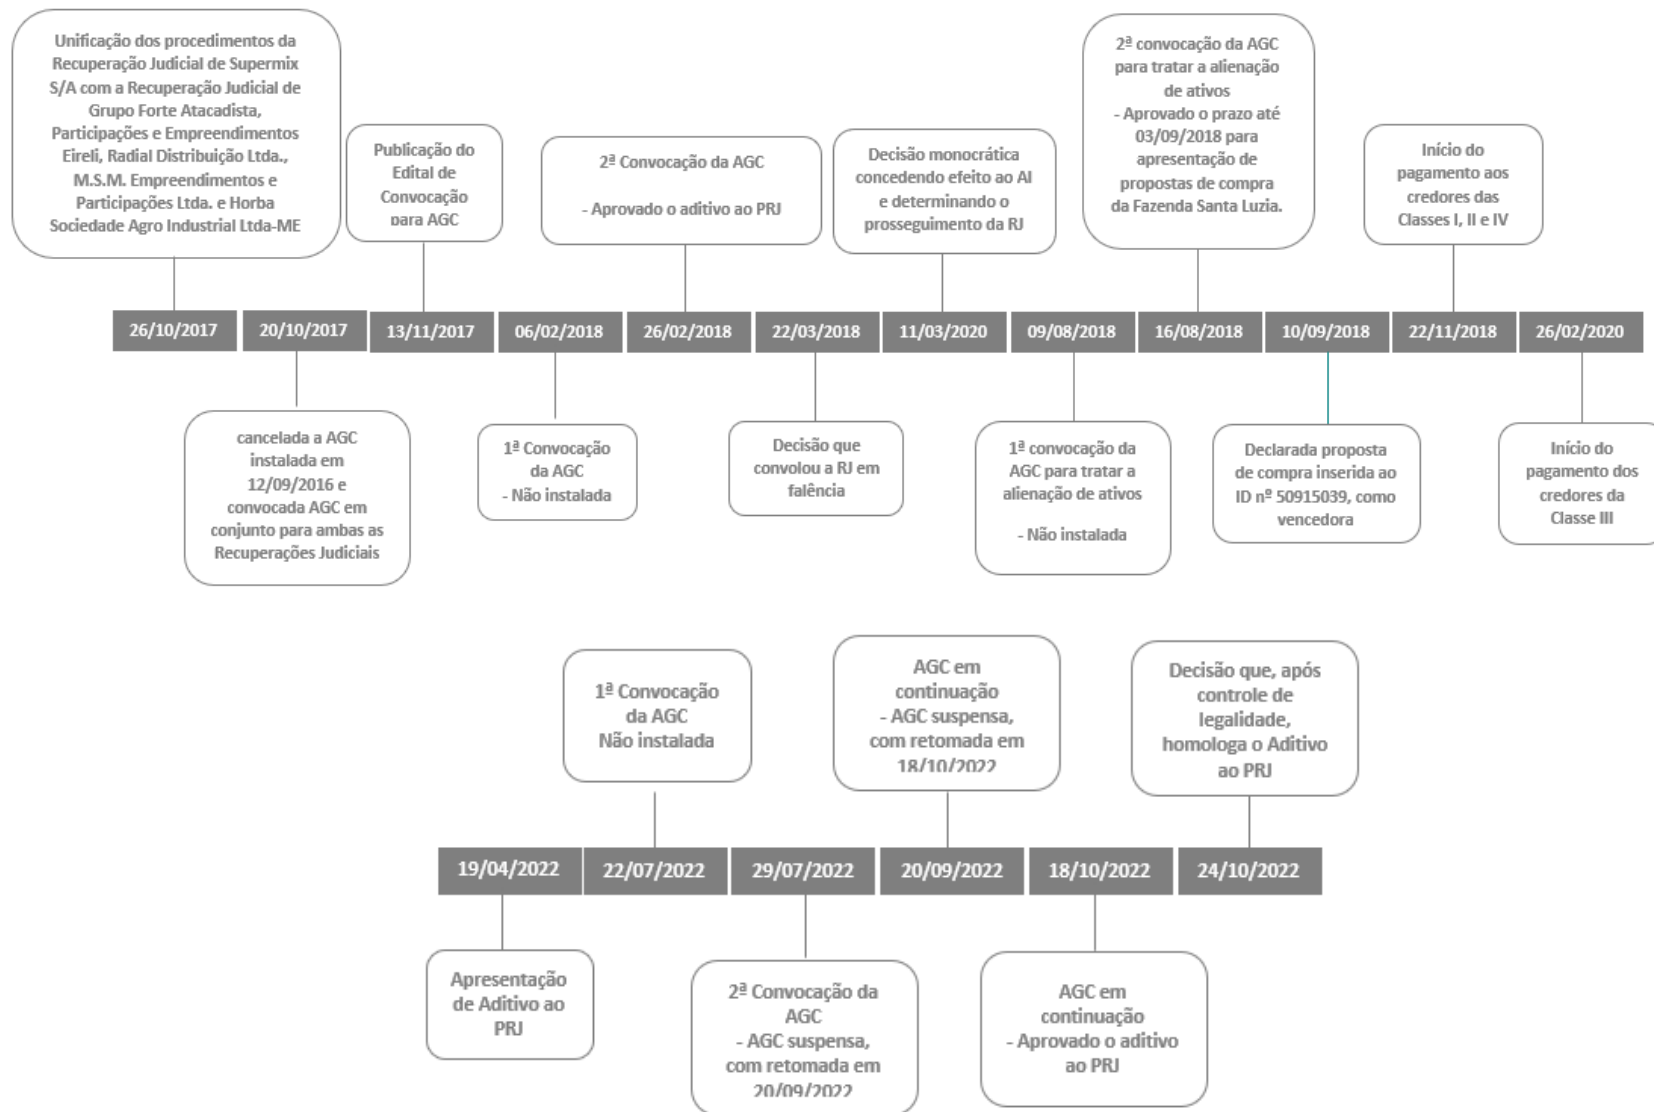 Unificação dos procedimentos da
Recuperação Judicial de Supermix
S/A com a Recuperação Judicial de
Grupo Forte Atacadista,
Participações e Empreendimentos
Eireli, Radial Distribuição Ltda.,
M.S.M. Empreendimentos e
Participações Ltda. e Horba
Sociedade Agro Industrial Ltda-ME
Publicação do
Edital de
Convocação
para AGC
2ª Convocação da AGC
- Aprovado o aditivo ao PRJ
Decisão monocrática
concedendo efeito ao AI
e determinando o
prosseguimento da RJ
2ª convocação da AGC
para tratar a alienação
de ativos
- Aprovado o prazo até
03/09/2018 para
apresentação de
propostas de compra
da Fazenda Santa Luzia.
Início do
pagamento aos
credores das
Classes I, II e IV
26/10/2017
20/10/2017
13/11/2017
06/02/2018
26/02/2018
22/03/2018
11/03/2020
09/08/2018
16/08/2018
10/09/2018
22/11/2018
26/02/2020
cancelada a AGC
instalada em
12/09/2016 e
convocada AGC em
conjunto para ambas as
Recuperações Judiciais
1ª Convocação
da AGC
- Não instalada
Decisão que
convolou a RJ em
falência
1ª convocação da
AGC para tratar a
alienação de ativos
- Não instalada
Declarada proposta
de compra inserida ao
ID nº 50915039, como
vencedora
Início do
pagamento dos
credores da
Classe III
1ª Convocação
da AGC
Não instalada
AGC em
continuação
- AGC suspensa,
com retomada em
18/10/2022
Decisão que, após
controle de
legalidade,
homologa o Aditivo
ao PRJ
19/04/2022
22/07/2022
29/07/2022
20/09/2022
18/10/2022
24/10/2022
Apresentação
de Aditivo ao
PRJ
2ª Convocação da
AGC
- AGC suspensa,
com retomada em
20/09/2022
AGC em
continuação
- Aprovado o aditivo
ao PRJ